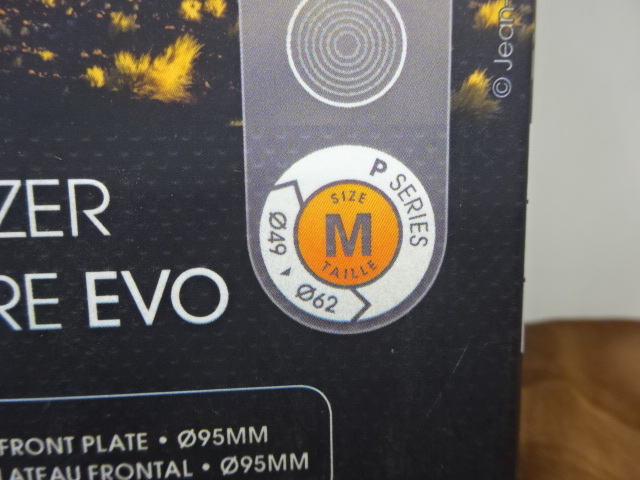 © Jean-
P SERIES
SIZE
M
TAILLE
Ø49 ▸ Ø62
ZER
RE EVO
FRONT PLATE • Ø95MM
LATEAU FRONTAL • Ø95MM